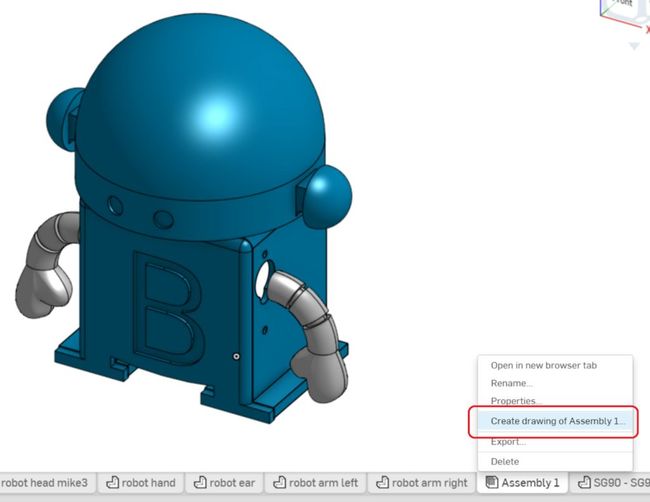 ront
X
B
Open in new browser tab
Rename...
Properties...
Create drawing of Assembly 1...
Export...
Delete
robot head mike3
robot hand
robot ear
robot arm left
robot arm right
Assembly 1
SG90 - SG9